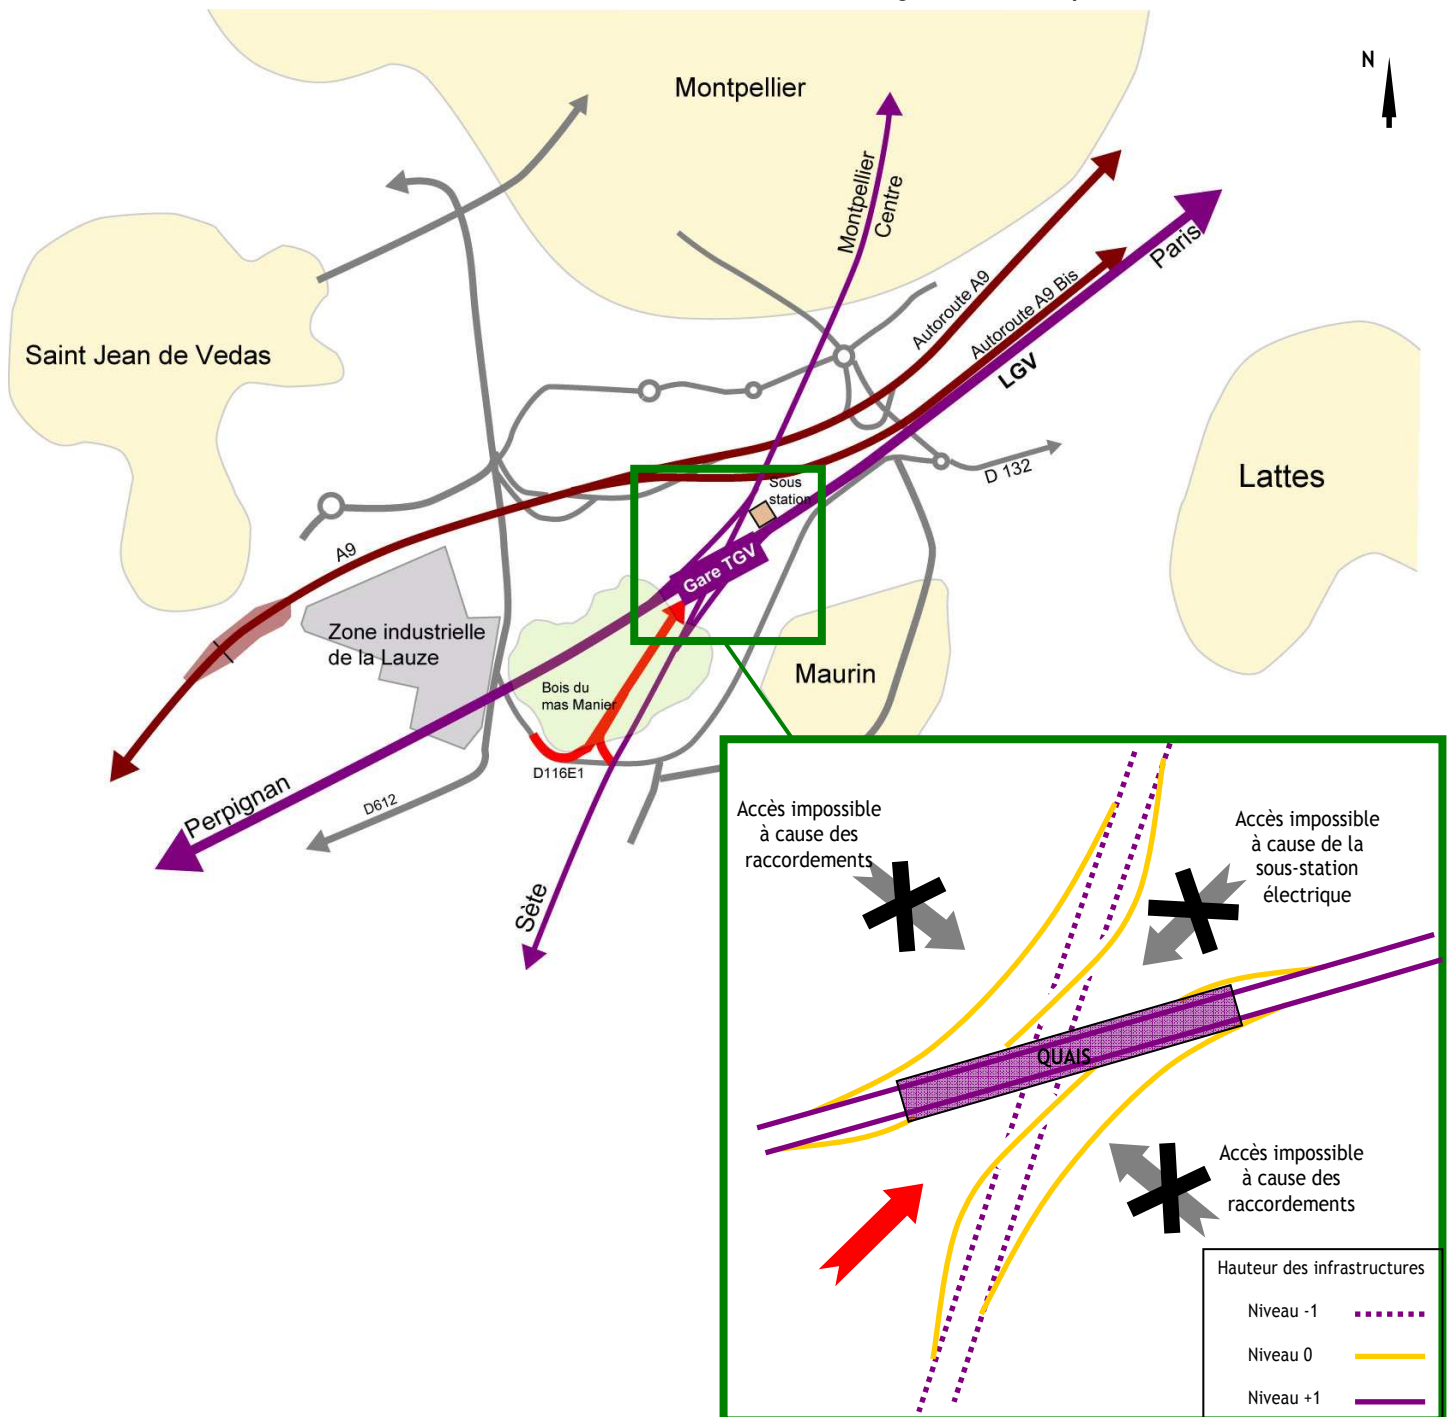 N
Montpellier
Montpellier
Centre
Paris
Autoroute A9
Autoroute A9 Bis
LGV
Saint Jean de Vedas
Lattes
D 132
Sous
station
A9
Gare TGV
Zone industrielle
de la Lauze
Bois du
mas Manier
Maurin
D116E1
Perpignan
D612
Sète
Accès impossible
à cause des
raccordements
Accès impossible
à cause de la
sous-station
électrique
QUAIS
Accès impossible
à cause des
raccordements
Hauteur des infrastructures
Niveau -1
Niveau 0
Niveau +1